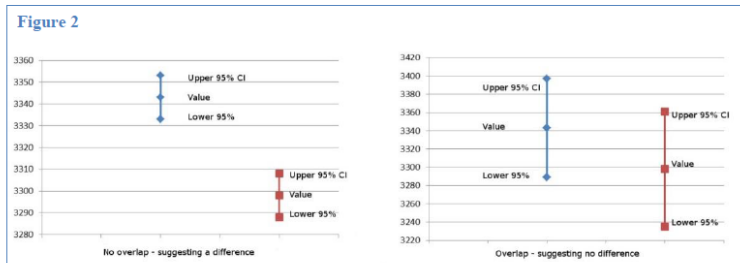 Figure 2
3360
3350
3340
3330
3320
3310
3300
3290
3280
Upper 95% CI
Value
Lower 95%
Upper 95% CI
Value
Lower 95%
No overlap - suggesting a difference
3420
3400
3380
3360
3340
3320
3300
3280
3260
3240
3220
Upper 95% CI
Value
Lower 95%
Upper 95% CI
Value
Lower 95%
Overlap - suggesting no difference